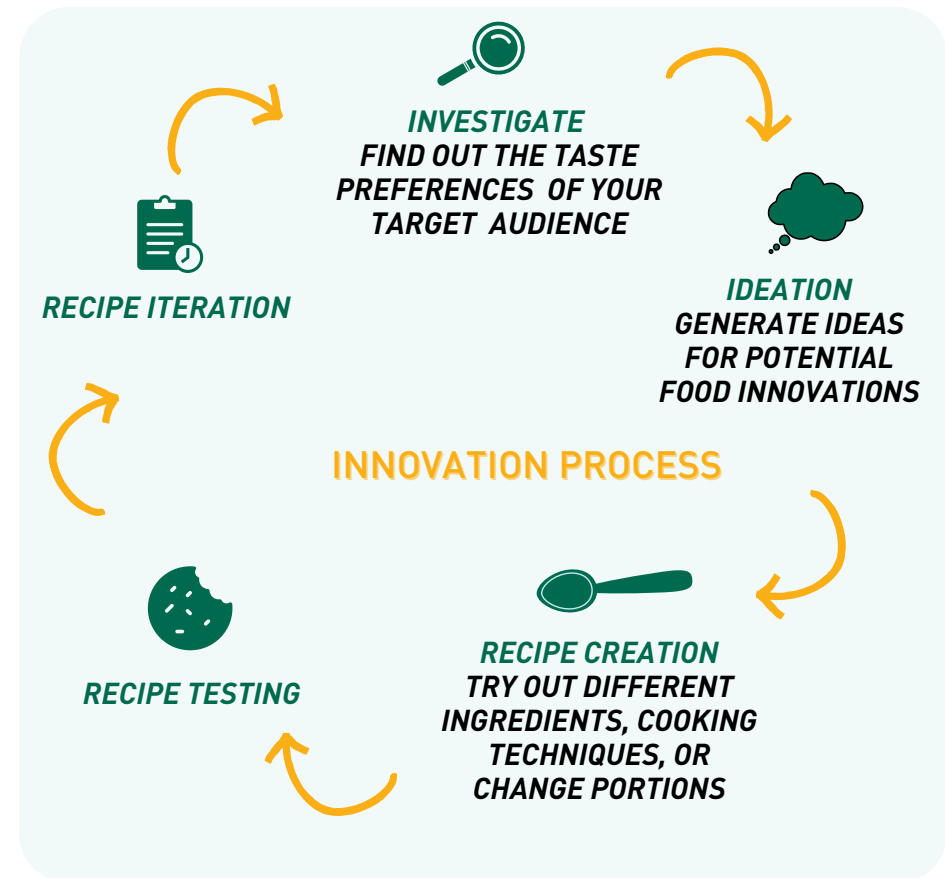 INVESTIGATE
FIND OUT THE TASTE
PREFERENCES OF YOUR
TARGET AUDIENCE
IDEATION
GENERATE IDEAS
FOR POTENTIAL
FOOD INNOVATIONS
RECIPE CREATION
TRY OUT DIFFERENT
INGREDIENTS, COOKING
TECHNIQUES, OR
CHANGE PORTIONS
RECIPE TESTING
RECIPE ITERATION
INNOVATION PROCESS